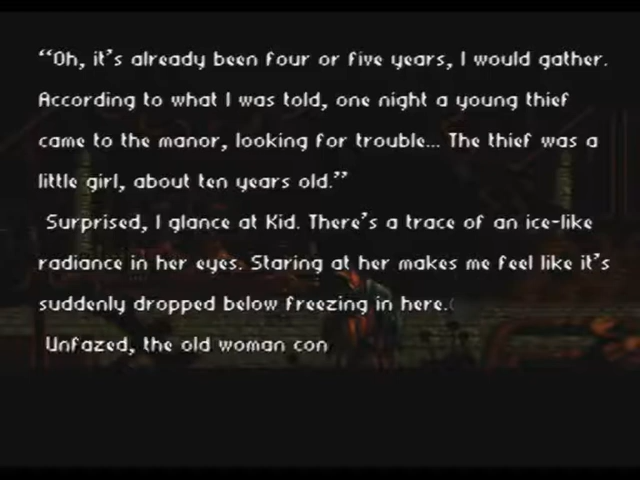 “Oh, it’s already been four or five years, I would gather.
According to what I was told, one night a young thief
came to the manor, looking for trouble... The thief was a
little girl, about ten years old.”
Surprised, I glance at Kid. There’s a trace of an ice-like
radiance in her eyes. Staring at her makes me feel like it’s
suddenly dropped below freezing in here.
Unfazed, the old woman con